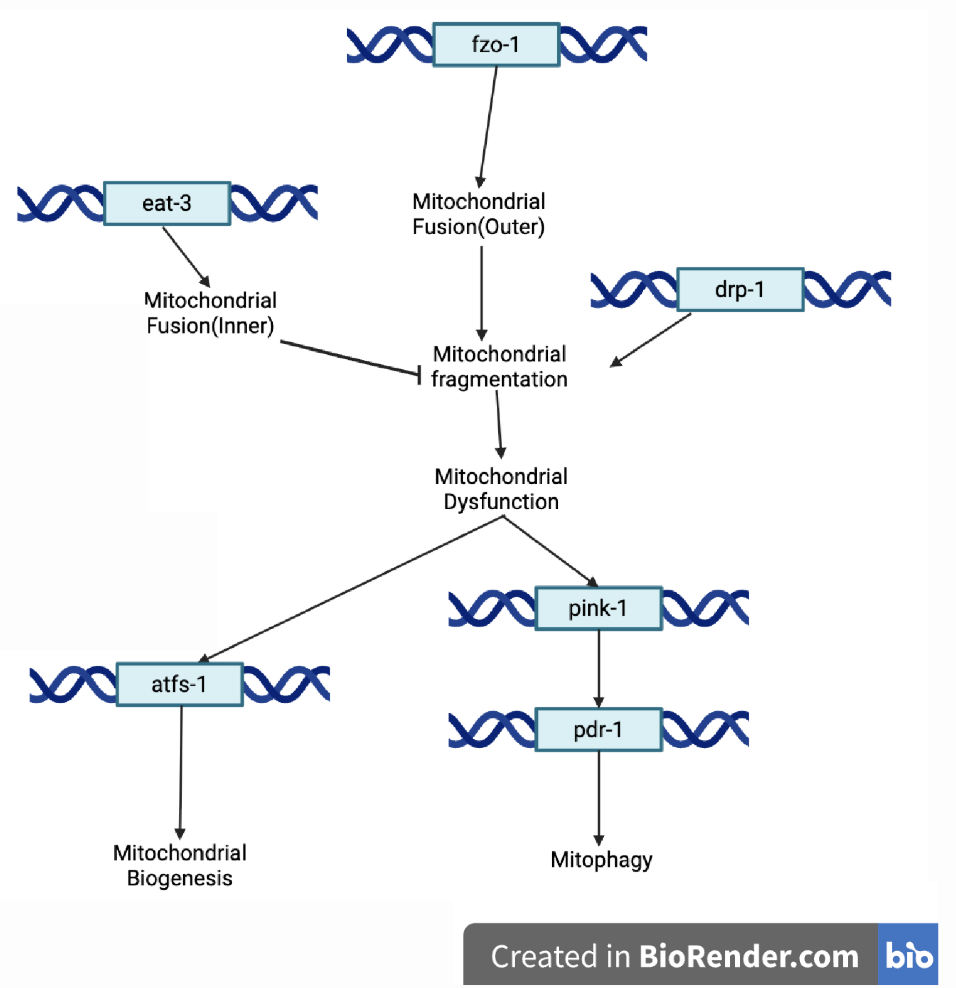 fzo-1
eat-3
Mitochondrial
Fusion(Outer)
drp-1
Mitochondrial
Fusion(Inner)
Mitochondrial
fragmentation
Mitochondrial
Dysfunction
pink-1
atfs-1
pdr-1
Mitochondrial
Biogenesis
Mitophagy
Created in BioRender.com bio